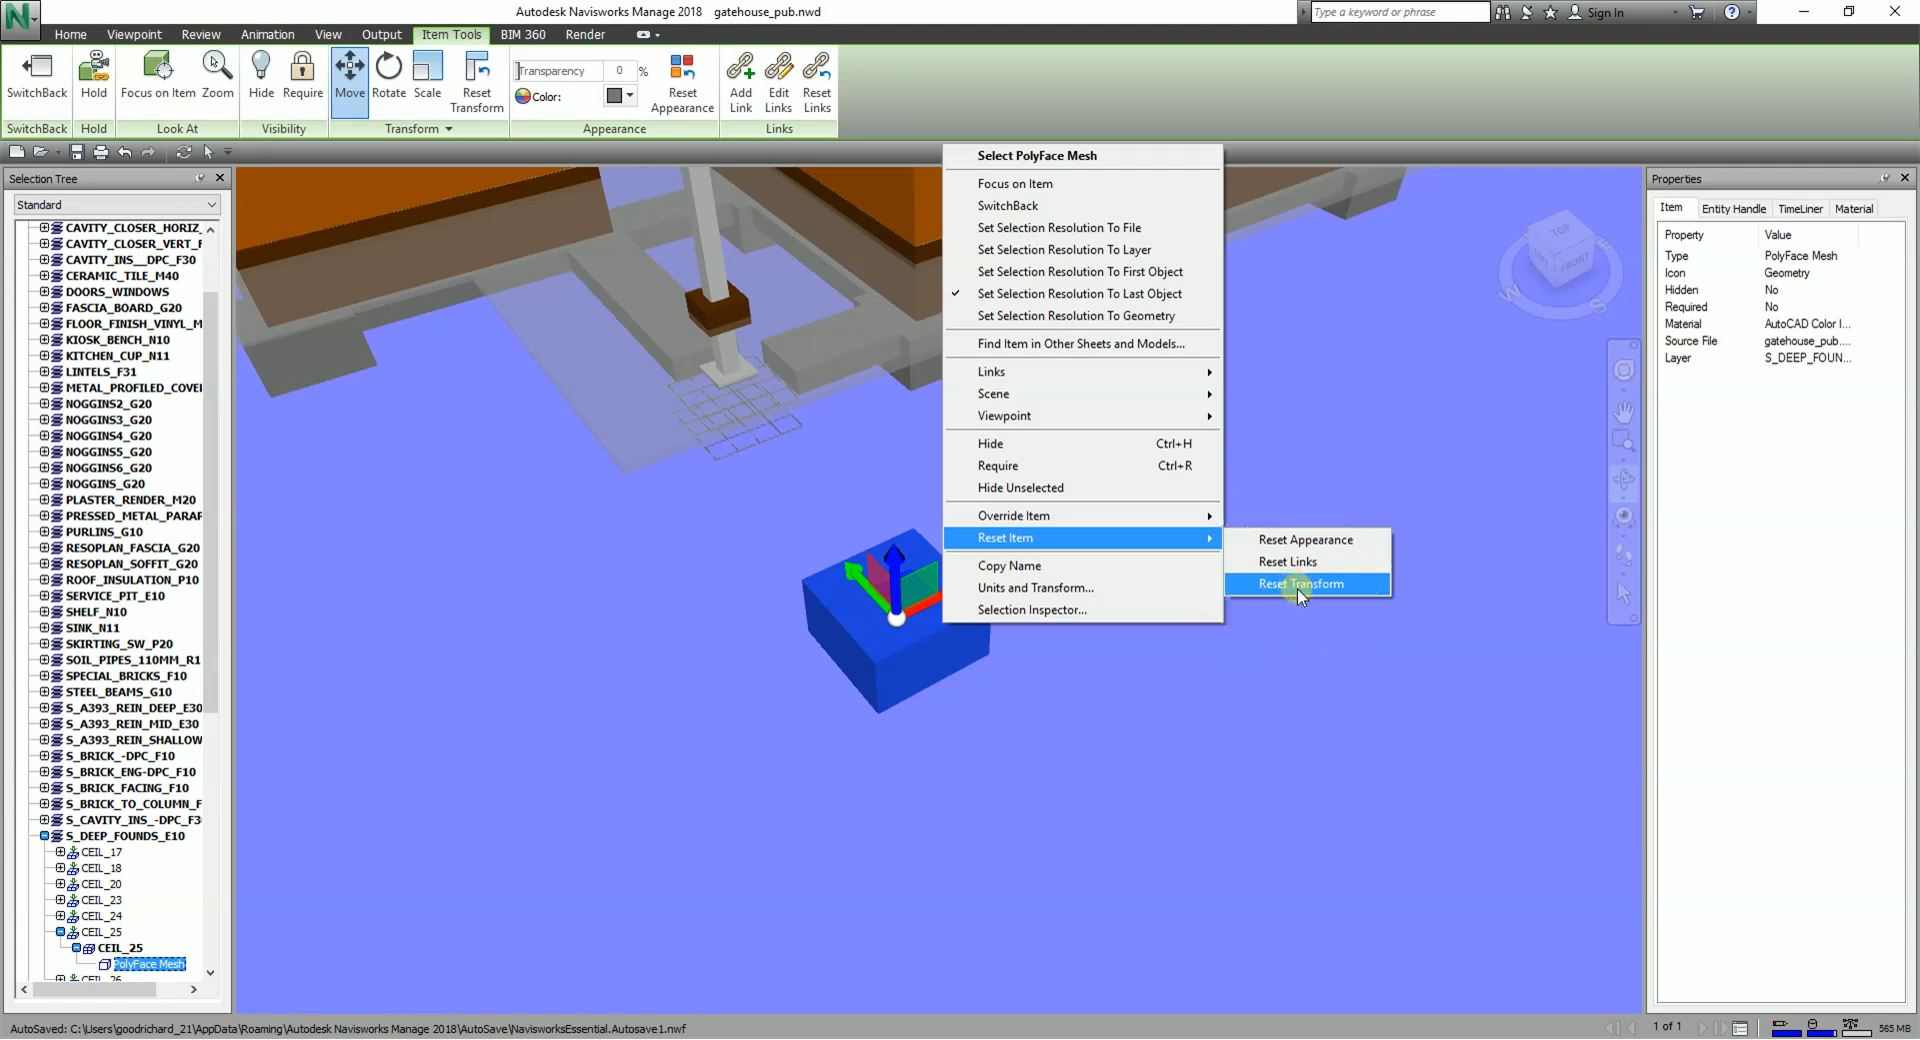 Autodesk Navisworks Manage 2018 gatehouse_pub.nwd
Type a keyword or phrase
Sign In
Home Viewpoint Review Animation View Output Item Tools BIM 360 Render
SwitchBack
Hold
Focus on Item
Zoom
Hide
Require
Move
Rotate
Scale
Reset Transform
Transparency 0 %
Color:
Reset Appearance
Add Link
Edit Links
Reset Links
SwitchBack Hold Look At Visibility Transform Appearance Links
Selection Tree
Standard
CAVITY_CLOSER_HORIZ_
CAVITY_CLOSER_VERT_F
CAVITY_INS__DPC_F30
CERAMIC_TILE_M40
DOORS_WINDOWS
FASCIA_BOARD_G20
FLOOR_FINISH_VINYL_M
KIOSK_BENCH_N10
KITCHEN_CUP_N11
LINTELS_F31
METAL_PROFILED_COVEI
NOGGINS2_G20
NOGGINS3_G20
NOGGINS4_G20
NOGGINS5_G20
NOGGINS6_G20
NOGGINS_G20
PLASTER_RENDER_M20
PRESSED_METAL_PARAF
PURLINS_G10
RESOPLAN_FASCIA_G20
RESOPLAN_SOFFIT_G20
ROOF_INSULATION_P10
SERVICE_PIT_E10
SHELF_N10
SINK_N11
SKIRTING_SW_P20
SOIL_PIPES_110MM_R1
SPECIAL_BRICKS_F10
STEEL_BEAMS_G10
S_A393_REIN_DEEP_E30
S_A393_REIN_MID_E30
S_A393_REIN_SHALLOW
S_BRICK_-DPC_F10
S_BRICK_ENG-DPC_F10
S_BRICK_FACING_F10
S_BRICK_TO_COLUMN_F
S_CAVITY_INS_-DPC_F3
S_DEEP_FOUNDS_E10
CEIL_17
CEIL_18
CEIL_20
CEIL_23
CEIL_24
CEIL_25
CEIL_25
PolyFace Mesh
CEIL_26
Select PolyFace Mesh
Focus on Item
SwitchBack
Set Selection Resolution To File
Set Selection Resolution To Layer
Set Selection Resolution To First Object
Set Selection Resolution To Last Object
Set Selection Resolution To Geometry
Find Item in Other Sheets and Models...
Links
Scene
Viewpoint
Hide Ctrl+H
Require Ctrl+R
Hide Unselected
Override Item
Reset Item
Copy Name
Units and Transform...
Selection Inspector...
Reset Appearance
Reset Links
Reset Transform
TOP
FRONT
W
S
Properties
Item Entity Handle TimeLiner Material
Property Value
Type PolyFace Mesh
Icon Geometry
Hidden No
Required No
Material AutoCAD Color I...
Source File gatehouse_pub....
Layer S_DEEP_FOUN...
AutoSaved: C:\Users\goodrichard_21\AppData\Roaming\Autodesk Navisworks Manage 2018\AutoSave\NavisworksEssential.Autosave1.nwf
1 of 1
565 MB